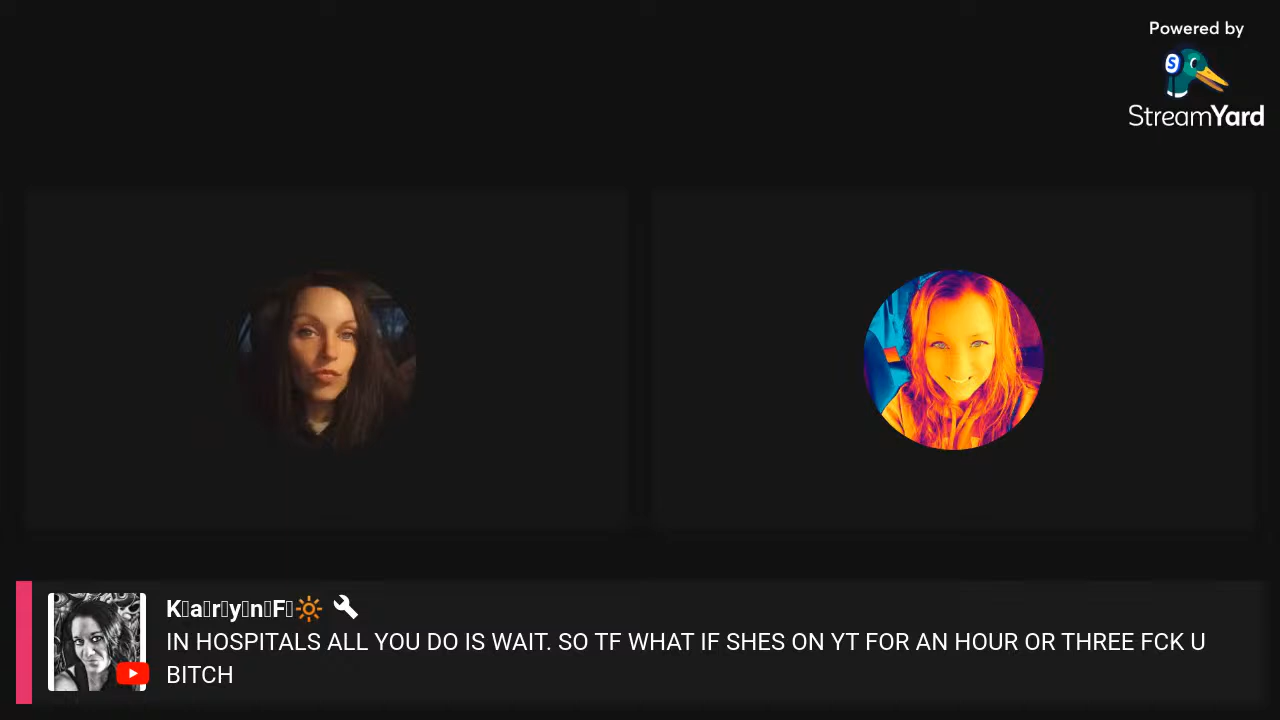 Powered by
S
StreamYard
K▯a▯r▯y▯n▯F▯🔆 🔧
IN HOSPITALS ALL YOU DO IS WAIT. SO TF WHAT IF SHES ON YT FOR AN HOUR OR THREE FCK U
BITCH